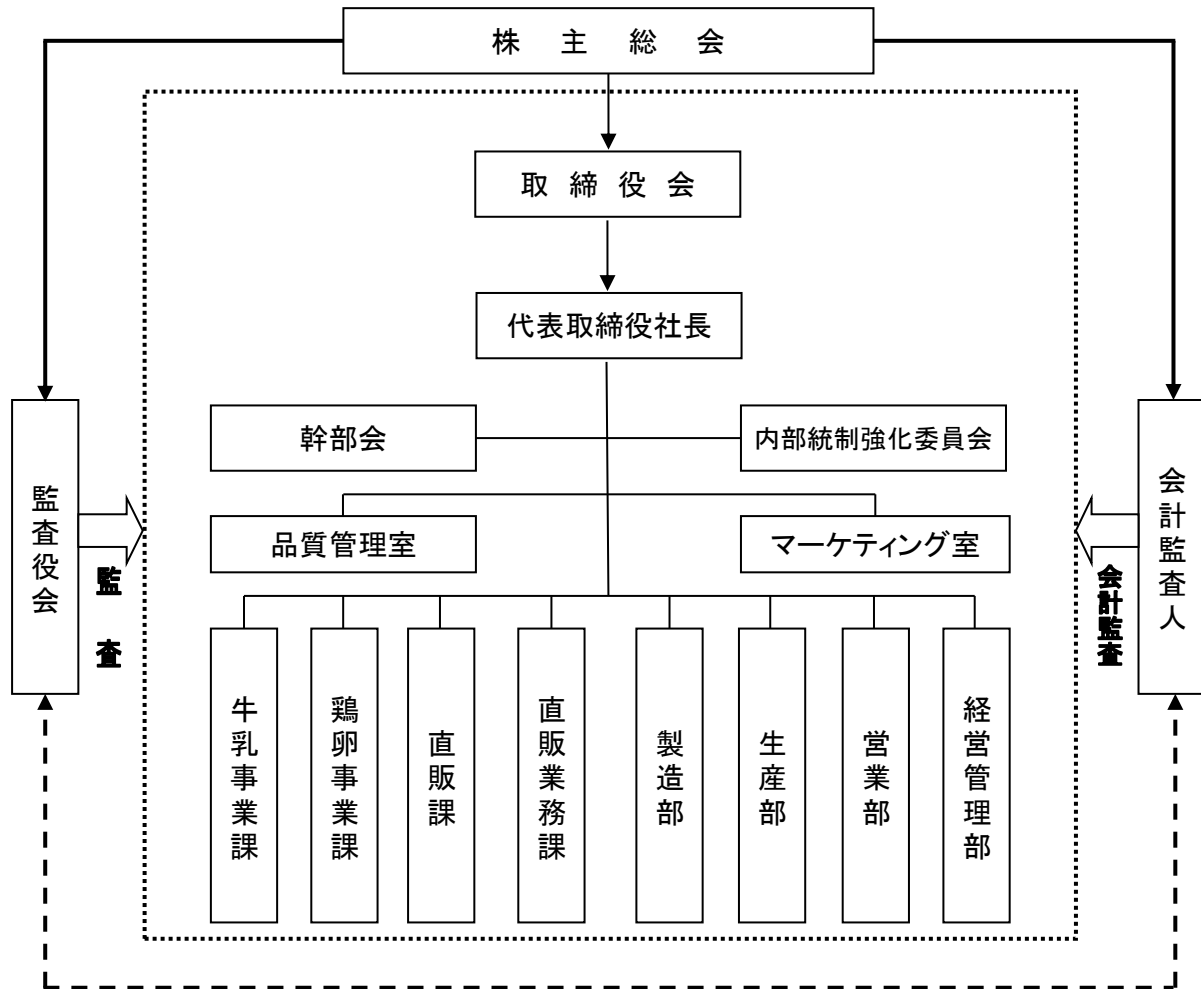 株主総会
取締役会
代表取締役社長
幹部会
内部統制強化委員会
監査役会
監査
品質管理室
マーケティング室
会計監査
会計監査人
牛乳事業課
鶏卵事業課
直販課
直販業務課
製造部
生産部
営業部
経営管理部